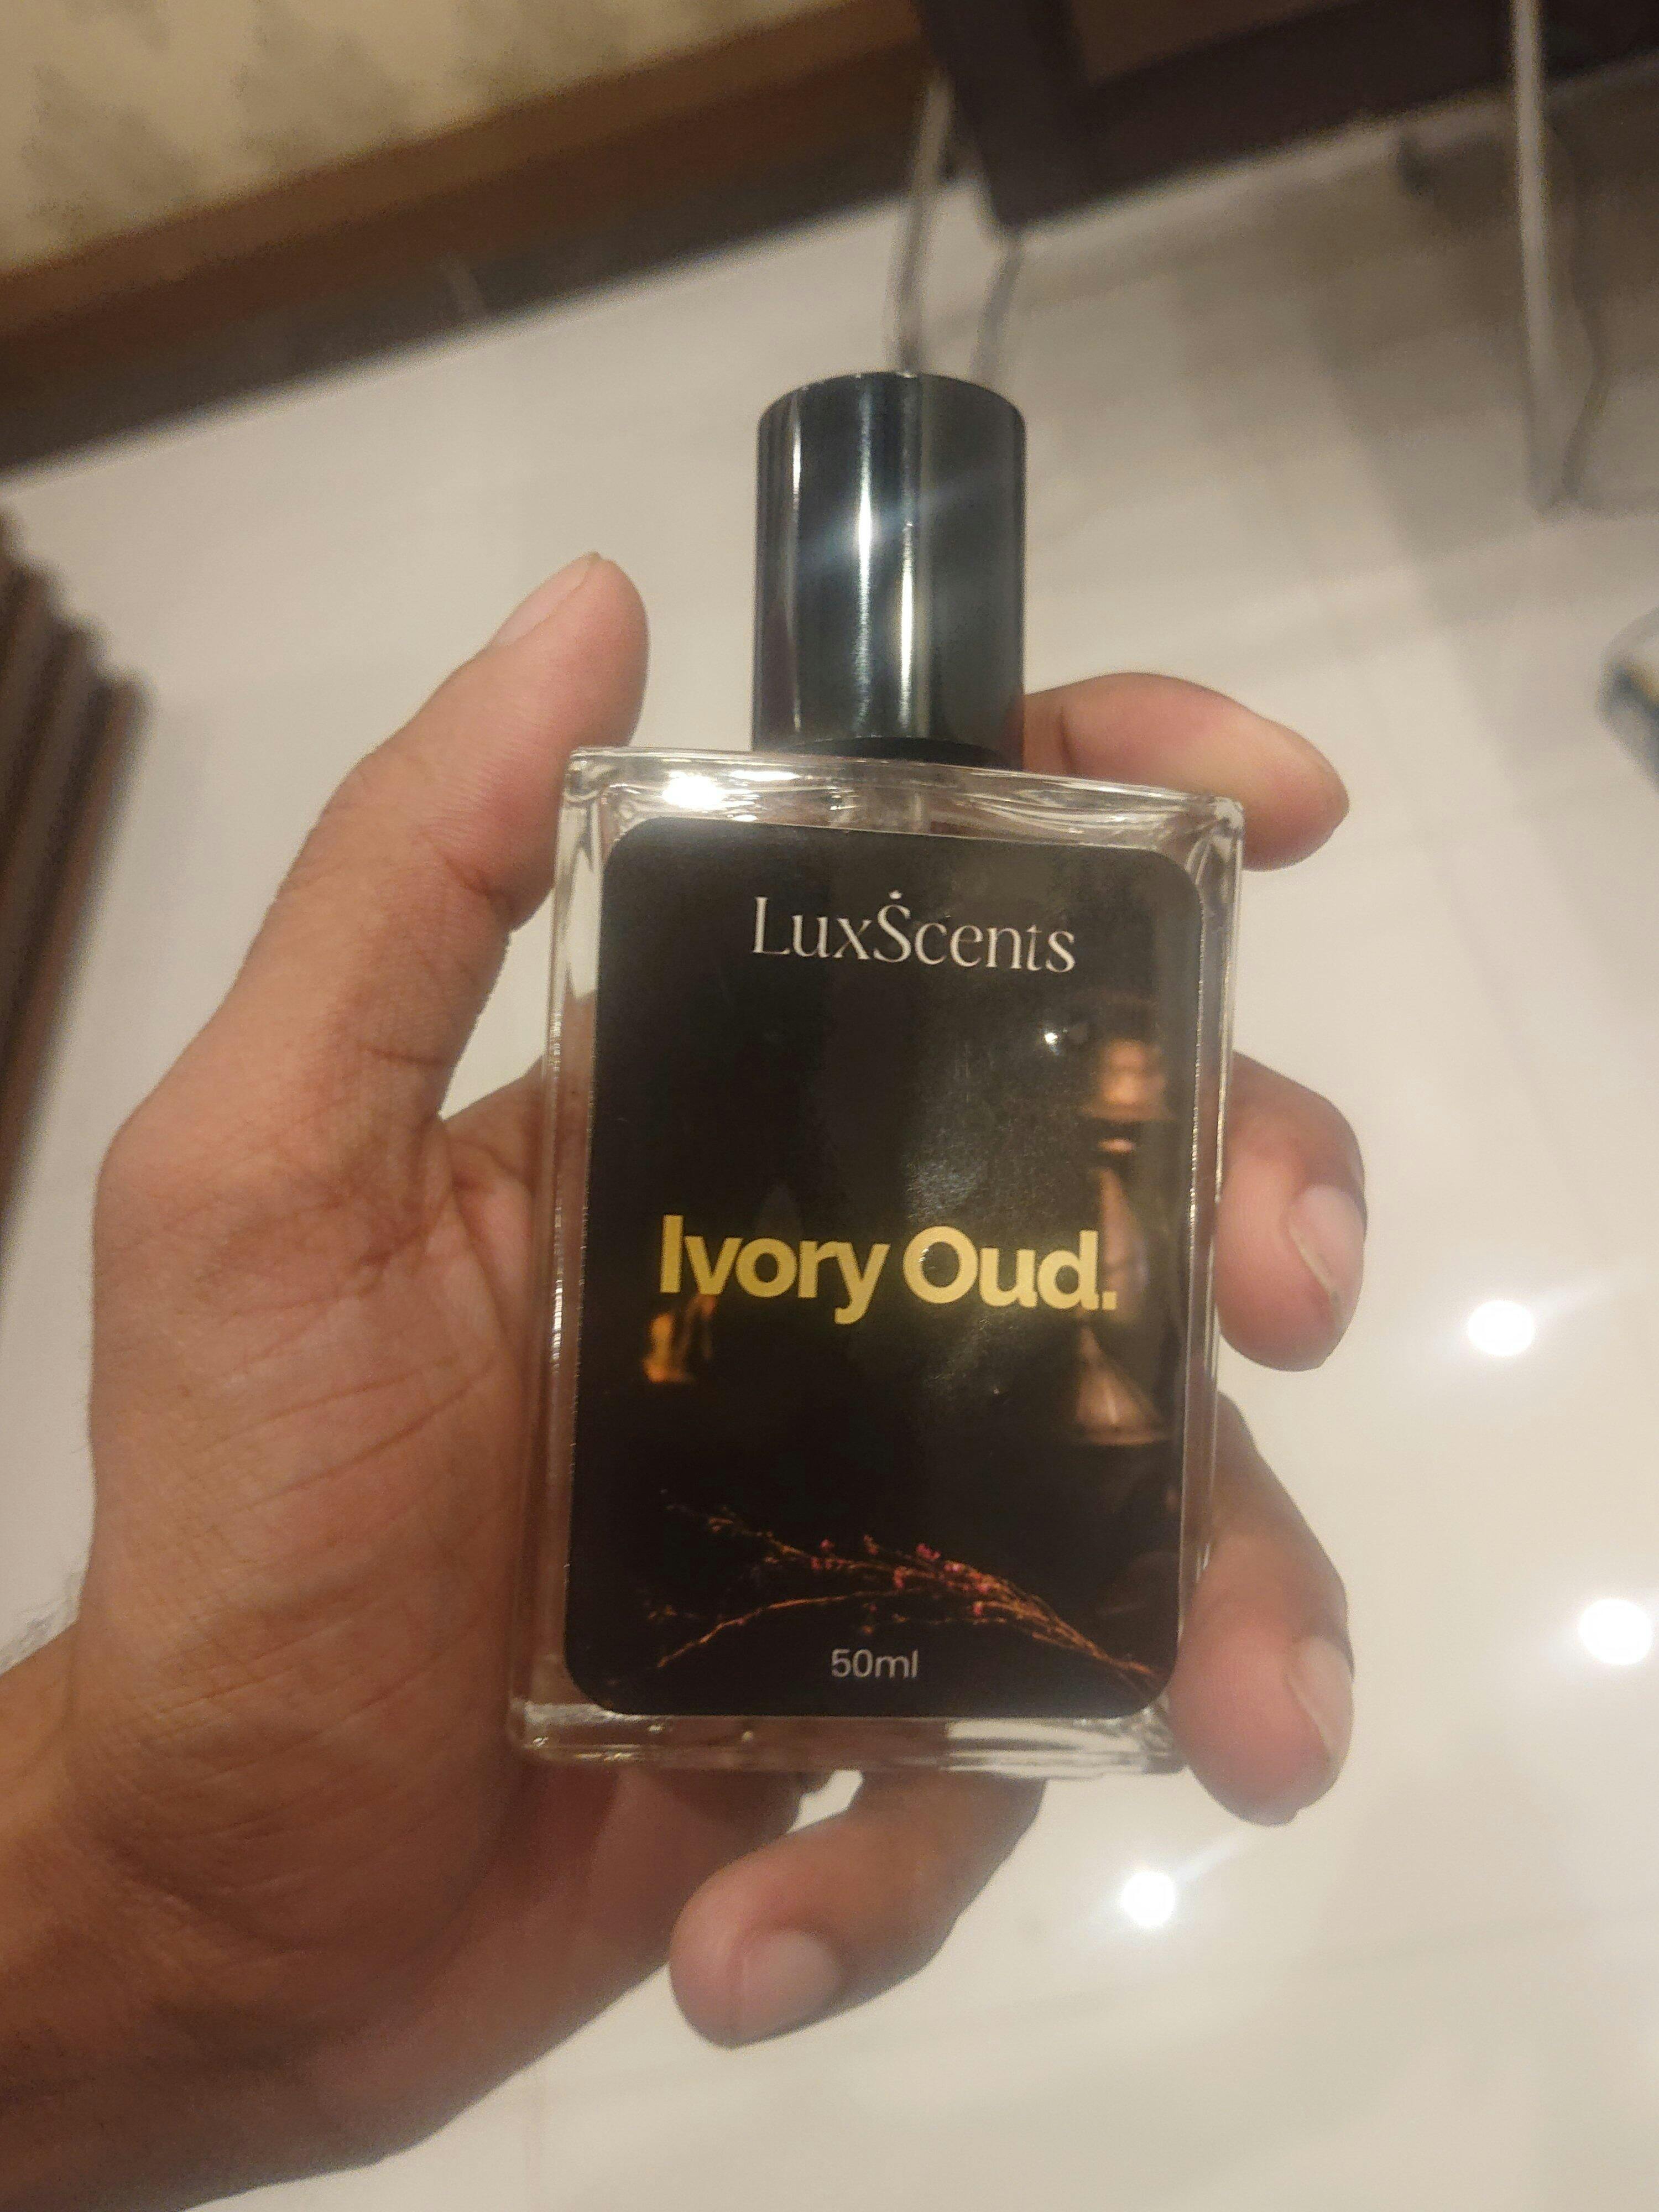 LuxScents
Ivory Oud.
50ml